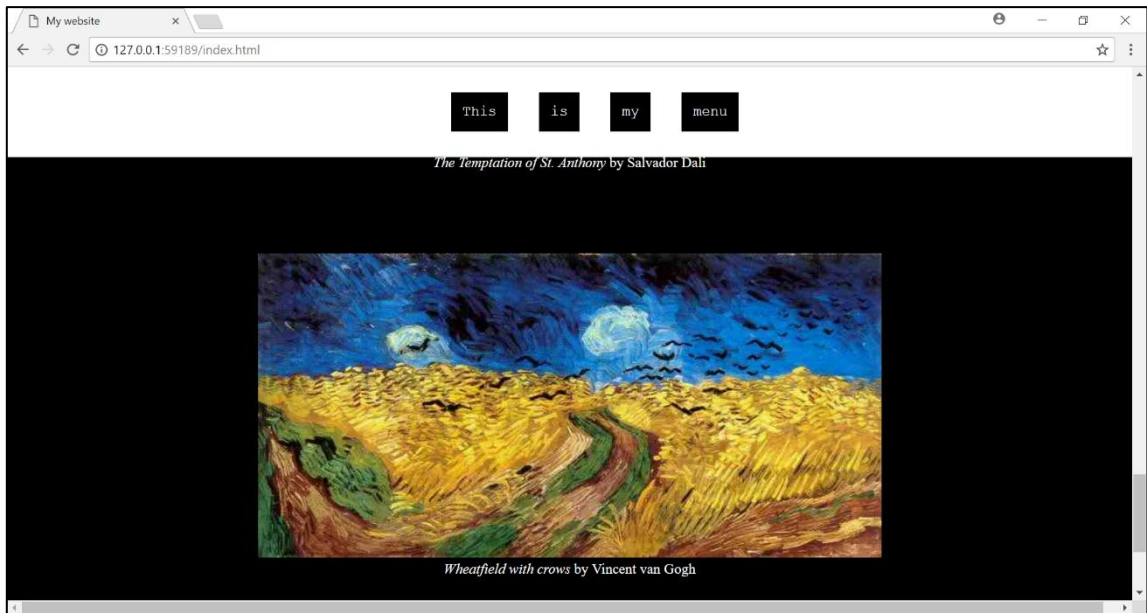 My website
127.0.0.1:59189/index.html
This is my menu
The Temptation of St. Anthony by Salvador Dali
Wheatfield with crows by Vincent van Gogh